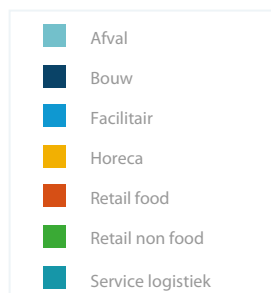 Afval
Bouw
Facilitair
Horeca
Retail food
Retail non food
Service logistiek